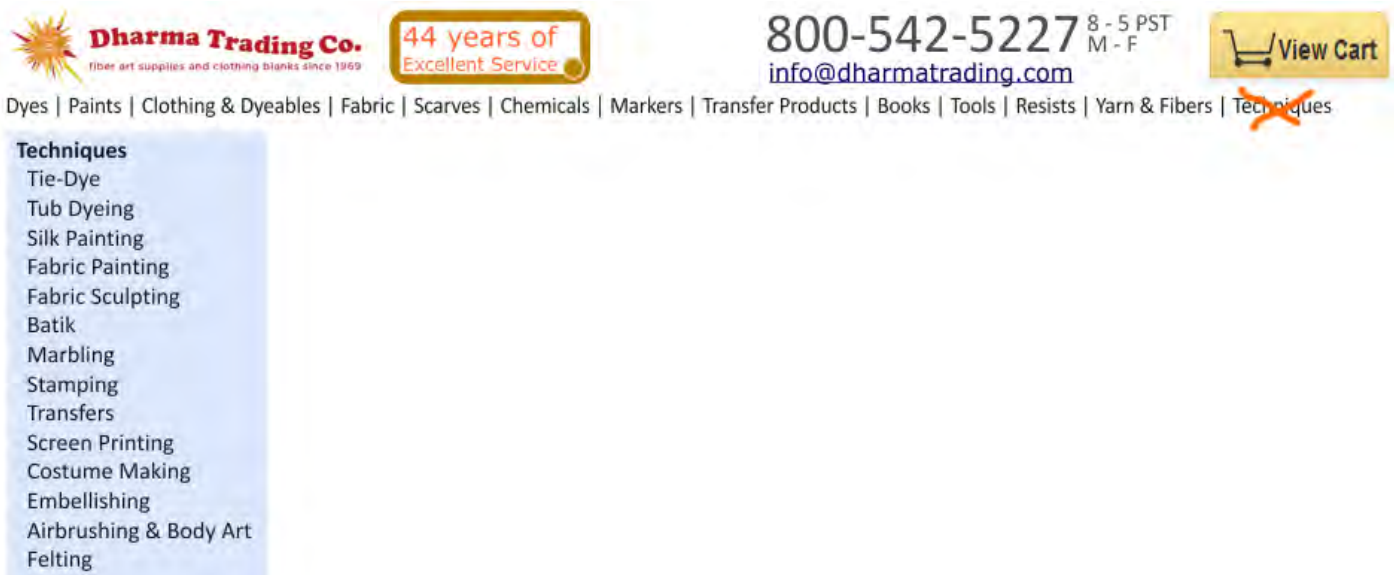 Dharma Trading Co.
fiber art supplies and clothing blanks since 1969
44 years of
Excellent Service
800-542-5227
8 - 5 PST
M - F
info@dharmatrading.com
View Cart
Dyes | Paints | Clothing & Dyeables | Fabric | Scarves | Chemicals | Markers | Transfer Products | Books | Tools | Resists | Yarn & Fibers | Techniques
Techniques
Tie-Dye
Tub Dyeing
Silk Painting
Fabric Painting
Fabric Sculpting
Batik
Marbling
Stamping
Transfers
Screen Printing
Costume Making
Embellishing
Airbrushing & Body Art
Felting